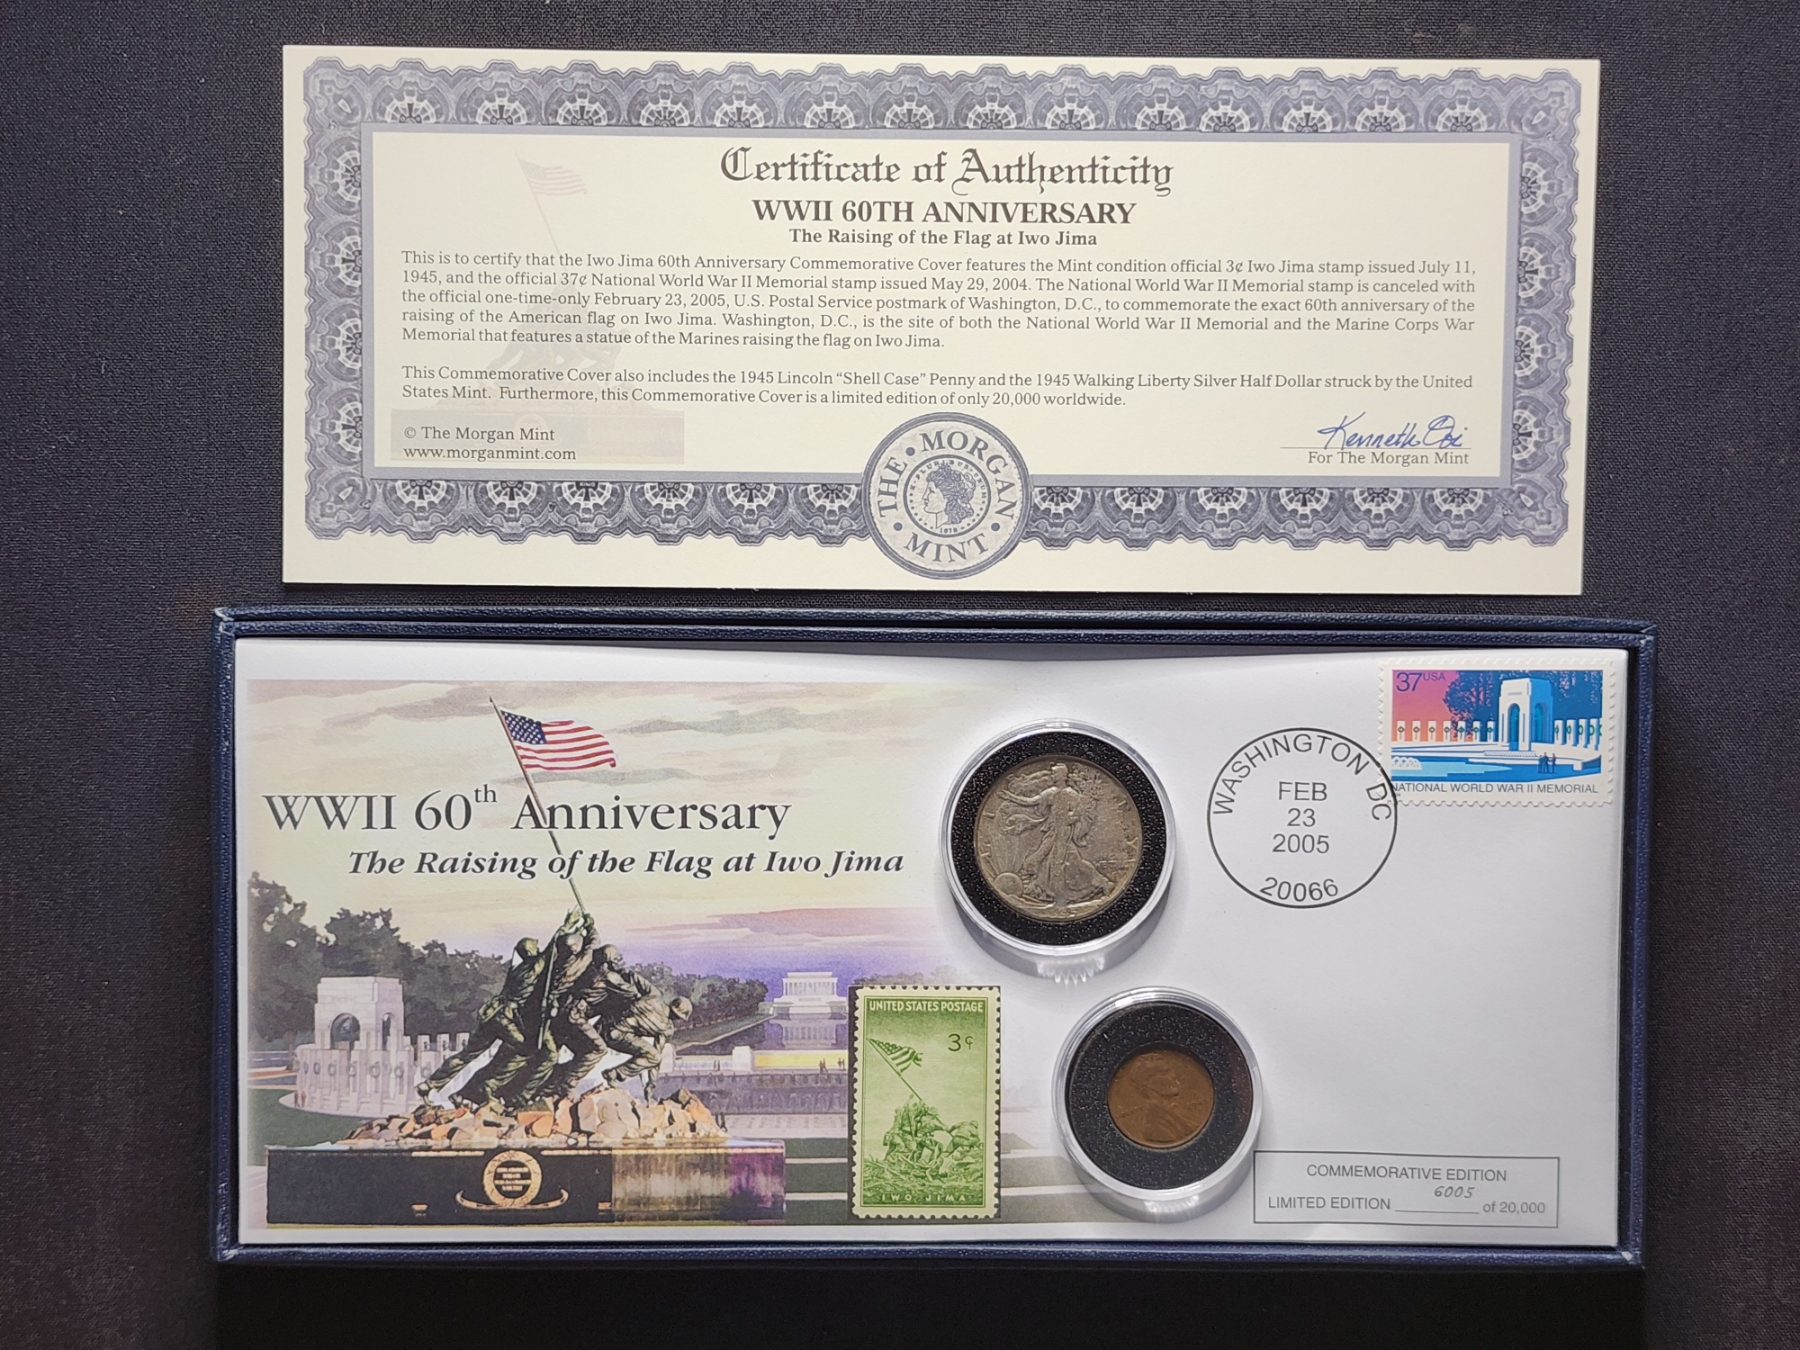 Certificate of Authenticity
WWII 60TH ANNIVERSARY
The Raising of the Flag at Iwo Jima
This is to certify that the Iwo Jima 60th Anniversary Commemorative Cover features the Mint condition official 3¢ Iwo Jima stamp issued July 11,
1945, and the official 37¢ National World War II Memorial stamp issued May 29, 2004. The National World War II Memorial stamp is canceled with
the official one-time-only February 23, 2005, U.S. Postal Service postmark of Washington, D.C., to commemorate the exact 60th anniversary of the
raising of the American flag on Iwo Jima. Washington, D.C., is the site of both the National World War II Memorial and the Marine Corps War
Memorial that features a statue of the Marines raising the flag on Iwo Jima.
This Commemorative Cover also includes the 1945 Lincoln “Shell Case” Penny and the 1945 Walking Liberty Silver Half Dollar struck by the United
States Mint. Furthermore, this Commemorative Cover is a limited edition of only 20,000 worldwide.
© The Morgan Mint
www.morganmint.com
Kenneth
For The Morgan Mint
THE • MORGAN • MINT •
1878
WWII 60th Anniversary
The Raising of the Flag at Iwo Jima
37 USA
NATIONAL WORLD WAR II MEMORIAL
WASHINGTON DC
FEB
23
2005
20066
UNITED STATES POSTAGE
3¢
IWO JIMA
COMMEMORATIVE EDITION
LIMITED EDITION 6005 of 20,000